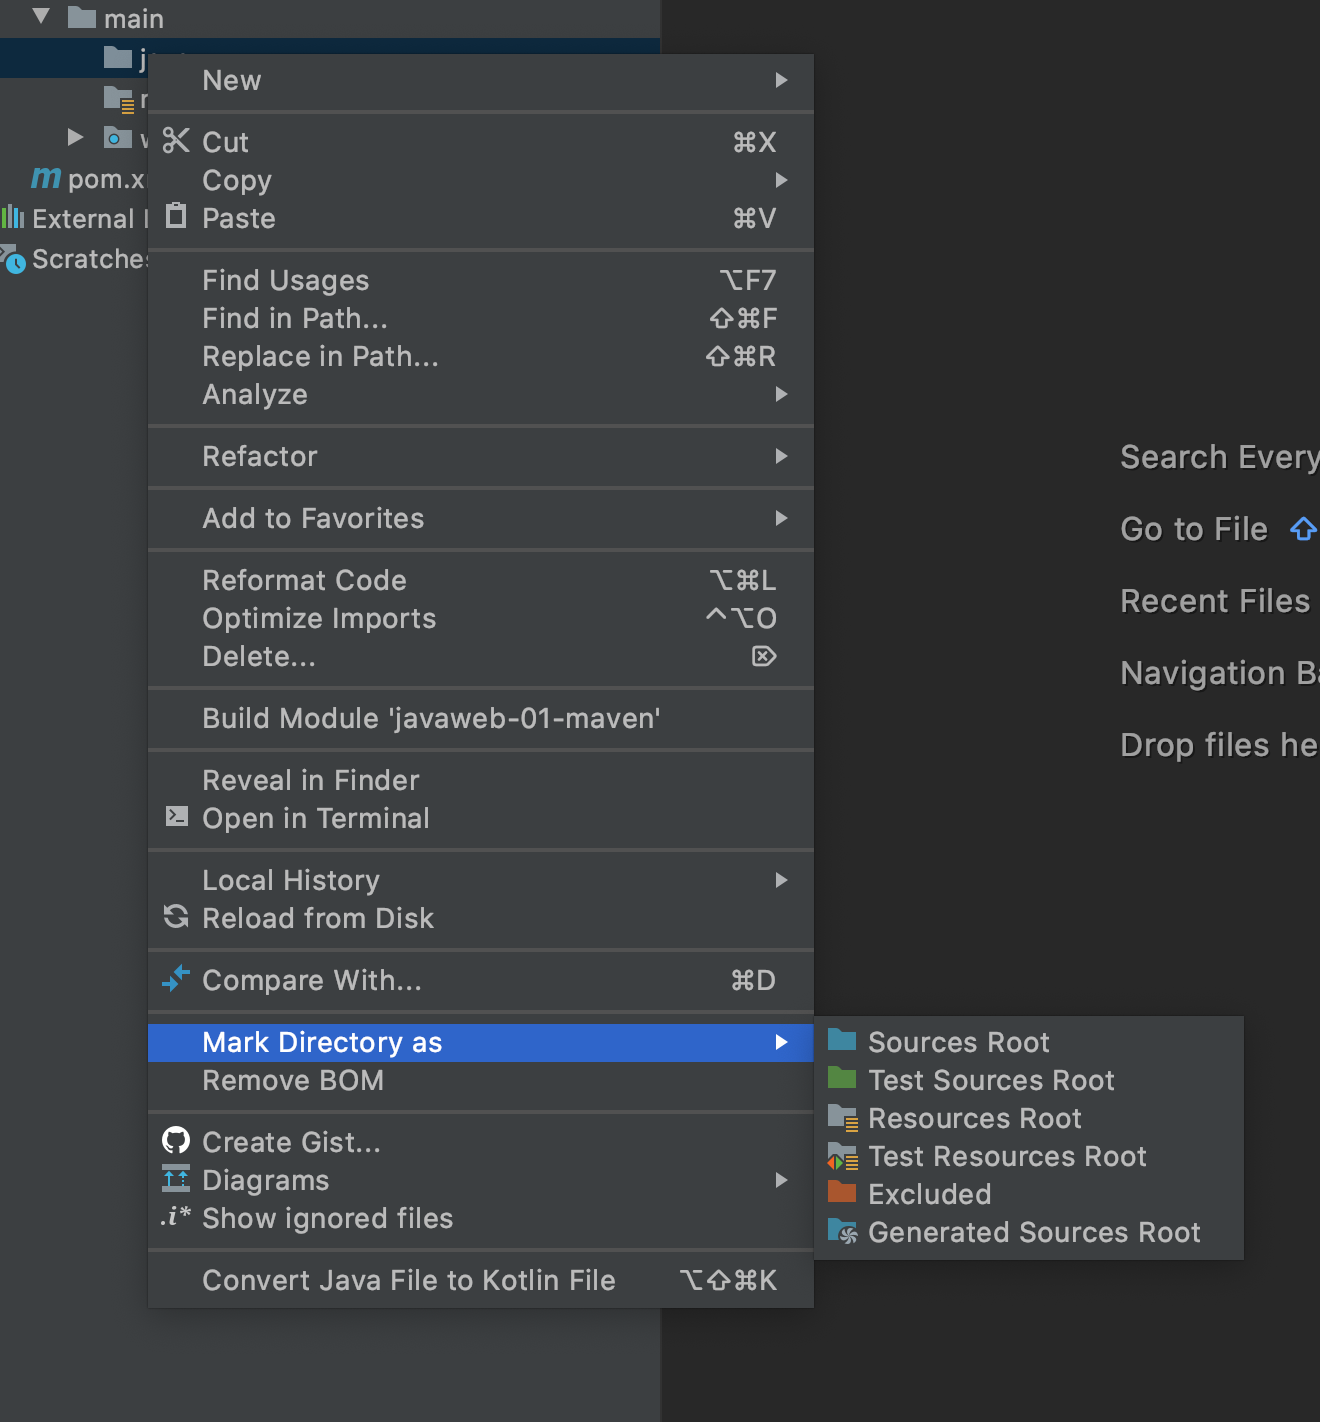 main
New
Cut ⌘X
Copy
pom.x
Paste ⌘V
External
Scratches
Find Usages ⌥F7
Find in Path... ⇧⌘F
Replace in Path... ⇧⌘R
Analyze
Refactor
Search Every
Add to Favorites
Go to File ⇧
Reformat Code ⌥⌘L
Recent Files
Optimize Imports ^⌥O
Delete... ⌦
Navigation Ba
Build Module 'javaweb-01-maven'
Drop files he
Reveal in Finder
Open in Terminal
Local History
Reload from Disk
Compare With... ⌘D
Mark Directory as
Sources Root
Remove BOM
Test Sources Root
Resources Root
Create Gist...
Test Resources Root
Diagrams
Excluded
Show ignored files
Generated Sources Root
Convert Java File to Kotlin File ⌥⇧⌘K